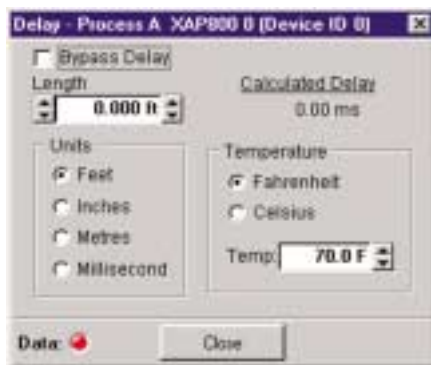 Delay - Process A XAP800 0 (Device ID 0)
Bypass Delay
Length
0.000 ft
Calculated Delay
0.00 ms
Units
Feet
Inches
Metres
Millisecond
Temperature
Fahrenheit
Celsius
Temp: 70.0 F
Data:
Close